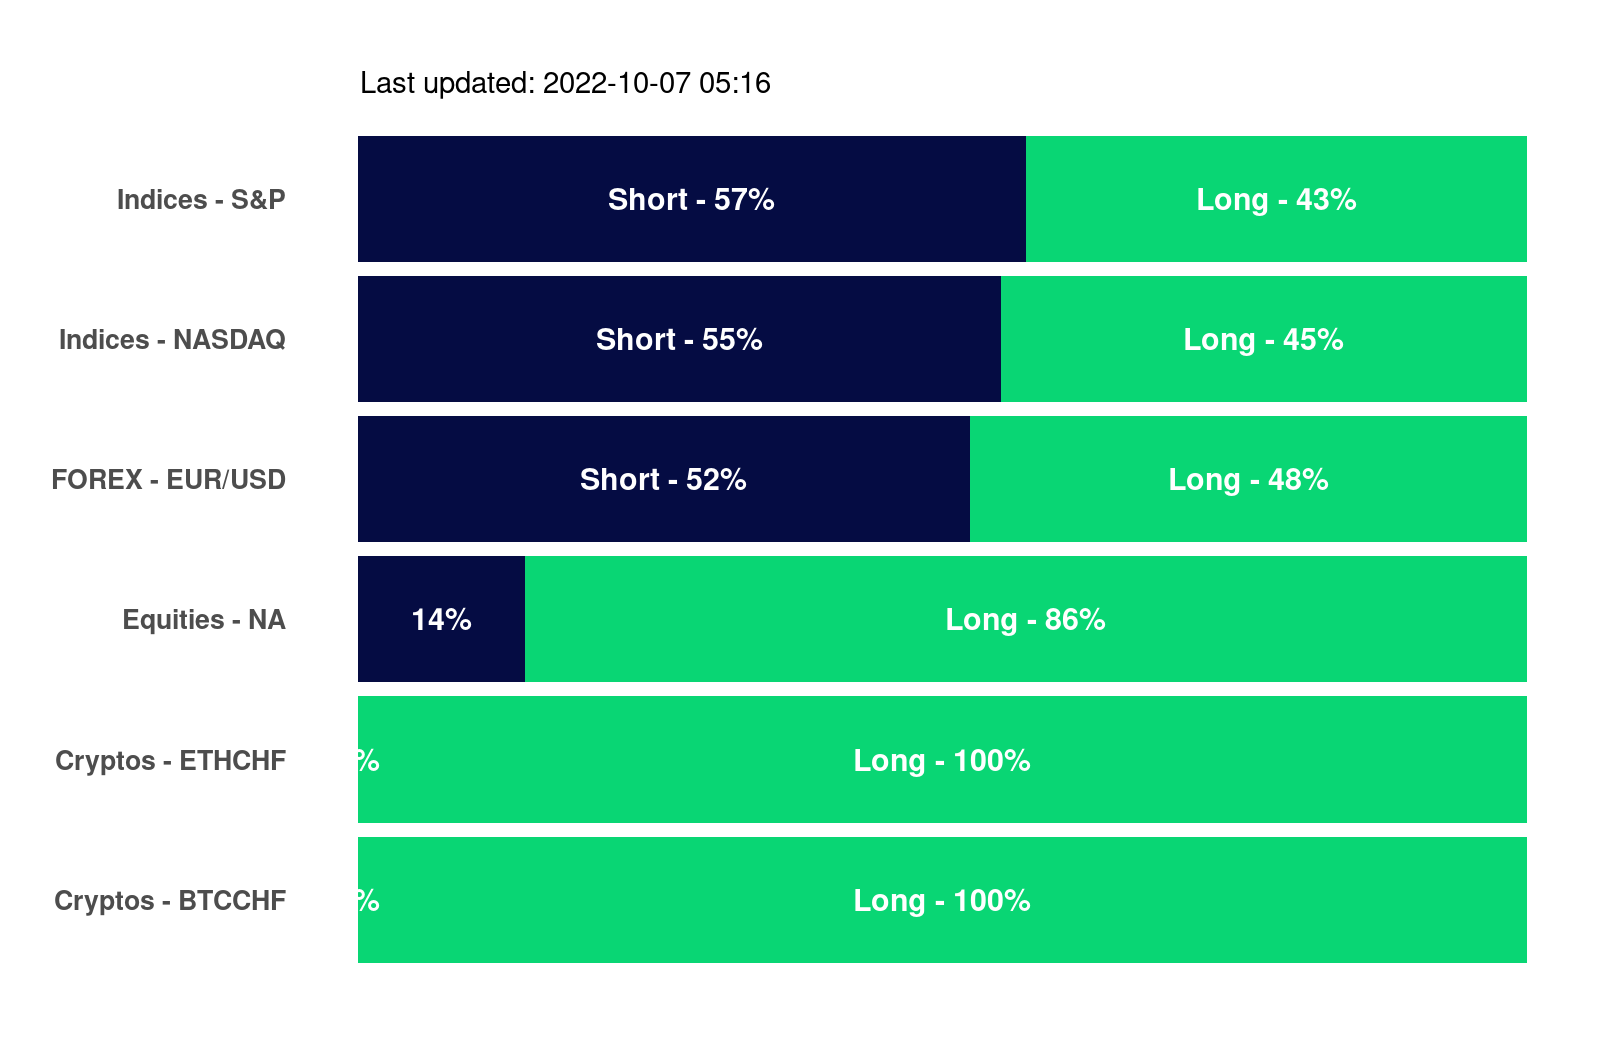 Last updated: 2022-10-07 05:16
Indices - S&P Short - 57% Long - 43%
Indices - NASDAQ Short - 55% Long - 45%
FOREX - EUR/USD Short - 52% Long - 48%
Equities - NA 14% Long - 86%
Cryptos - ETHCHF % Long - 100%
Cryptos - BTCCHF % Long - 100%